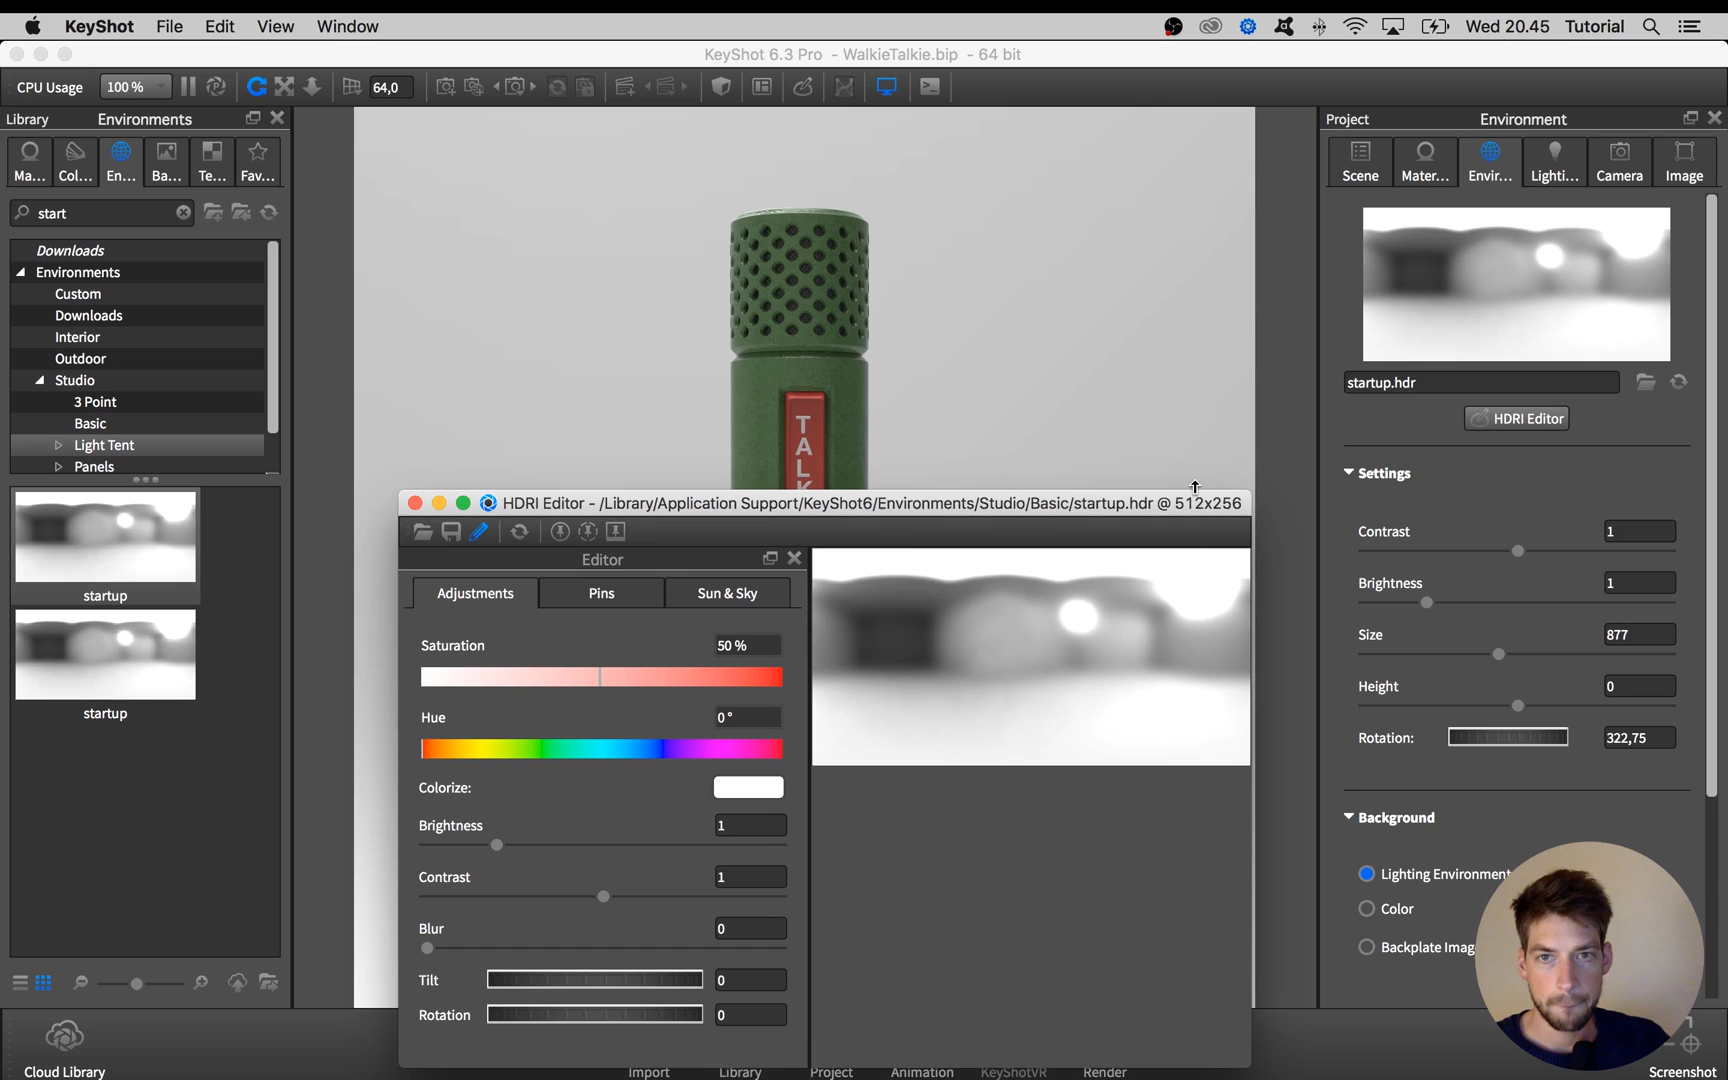 KeyShot File Edit View Window Wed 20.45 Tutorial
KeyShot 6.3 Pro - WalkieTalkie.bip - 64 bit
CPU Usage 100 % 64,0
Library Environments
Ma... Col... En... Ba... Te... Fav...
start
Downloads
Environments
Custom
Downloads
Interior
Outdoor
Studio
3 Point
Basic
Light Tent
Panels
startup
startup
Cloud Library
TALK
HDRI Editor - /Library/Application Support/KeyShot6/Environments/Studio/Basic/startup.hdr @ 512x256
Editor
Adjustments Pins Sun & Sky
Saturation 50 %
Hue 0 °
Colorize:
Brightness 1
Contrast 1
Blur 0
Tilt 0
Rotation 0
Import Library Project Animation KeyShotVR Render
Project Environment
Scene Mater... Envir... Lighti... Camera Image
startup.hdr
HDRI Editor
Settings
Contrast 1
Brightness 1
Size 877
Height 0
Rotation: 322,75
Background
Lighting Environment
Color
Backplate Imag
Screenshot